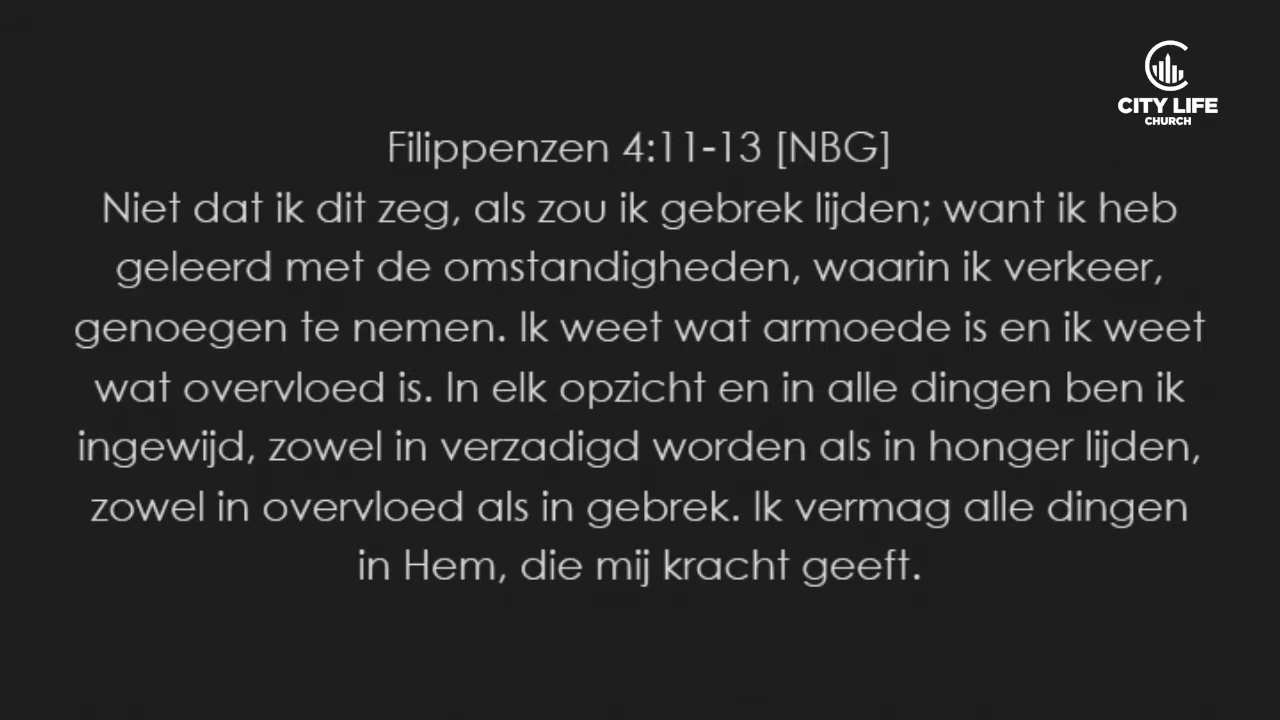 CITY LIFE
CHURCH
Filippenzen 4:11-13 [NBG]
Niet dat ik dit zeg, als zou ik gebrek lijden; want ik heb
geleerd met de omstandigheden, waarin ik verkeer,
genoegen te nemen. Ik weet wat armoede is en ik weet
wat overvloed is. In elk opzicht en in alle dingen ben ik
ingewijd, zowel in verzadigd worden als in honger lijden,
zowel in overvloed als in gebrek. Ik vermag alle dingen
in Hem, die mij kracht geeft.